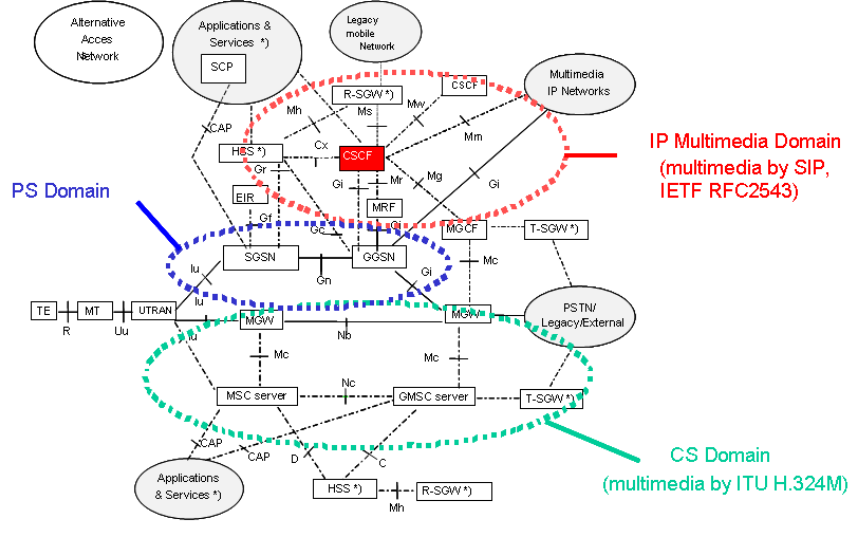 Alternative
Acces
Network
Applications &
Services *)
SCP
Legacy
mobile
Network
Multimedia
IP Networks
R-SGW *)
CSCF
Mh
Ms
Mw
CAP
Mm
IP Multimedia Domain
(multimedia by SIP,
IETF RFC2543)
HSS *)
Cx
CSCF
Gr
Gi
Mr
Mg
Gi
PS Domain
EIR
MRF
Gf
Gc
MGCF
T-SGW *)
SGSN
GGSN
Iu
Gn
Gi
Mc
Iu
TE
MT
UTRAN
R
Uu
Iu
MGW
Nb
MGW
PSTN/
Legacy/External
Mc
Mc
Nc
MSC server
GMSC server
T-SGW *)
CAP
CAP
D
C
CS Domain
(multimedia by ITU H.324M)
Applications
& Services *)
HSS *)
R-SGW *)
Mh